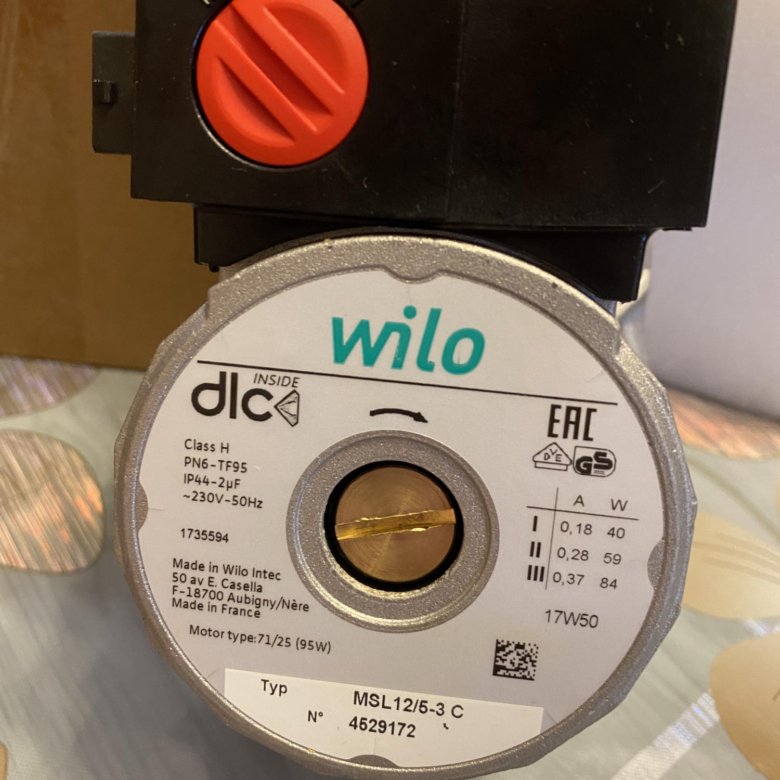 wilo
INSIDE
dlc
EAC
DVE
GS
Class H
PN6-TF95
IP44-2µF
~230V-50Hz
1735594
A W
I 0,18 40
II 0,28 59
III 0,37 84
Made in Wilo Intec
50 av E. Casella
F-18700 Aubigny/Nère
Made in France
17W50
Motor type:71/25 (95W)
Typ MSL12/5-3 C
N° 4529172